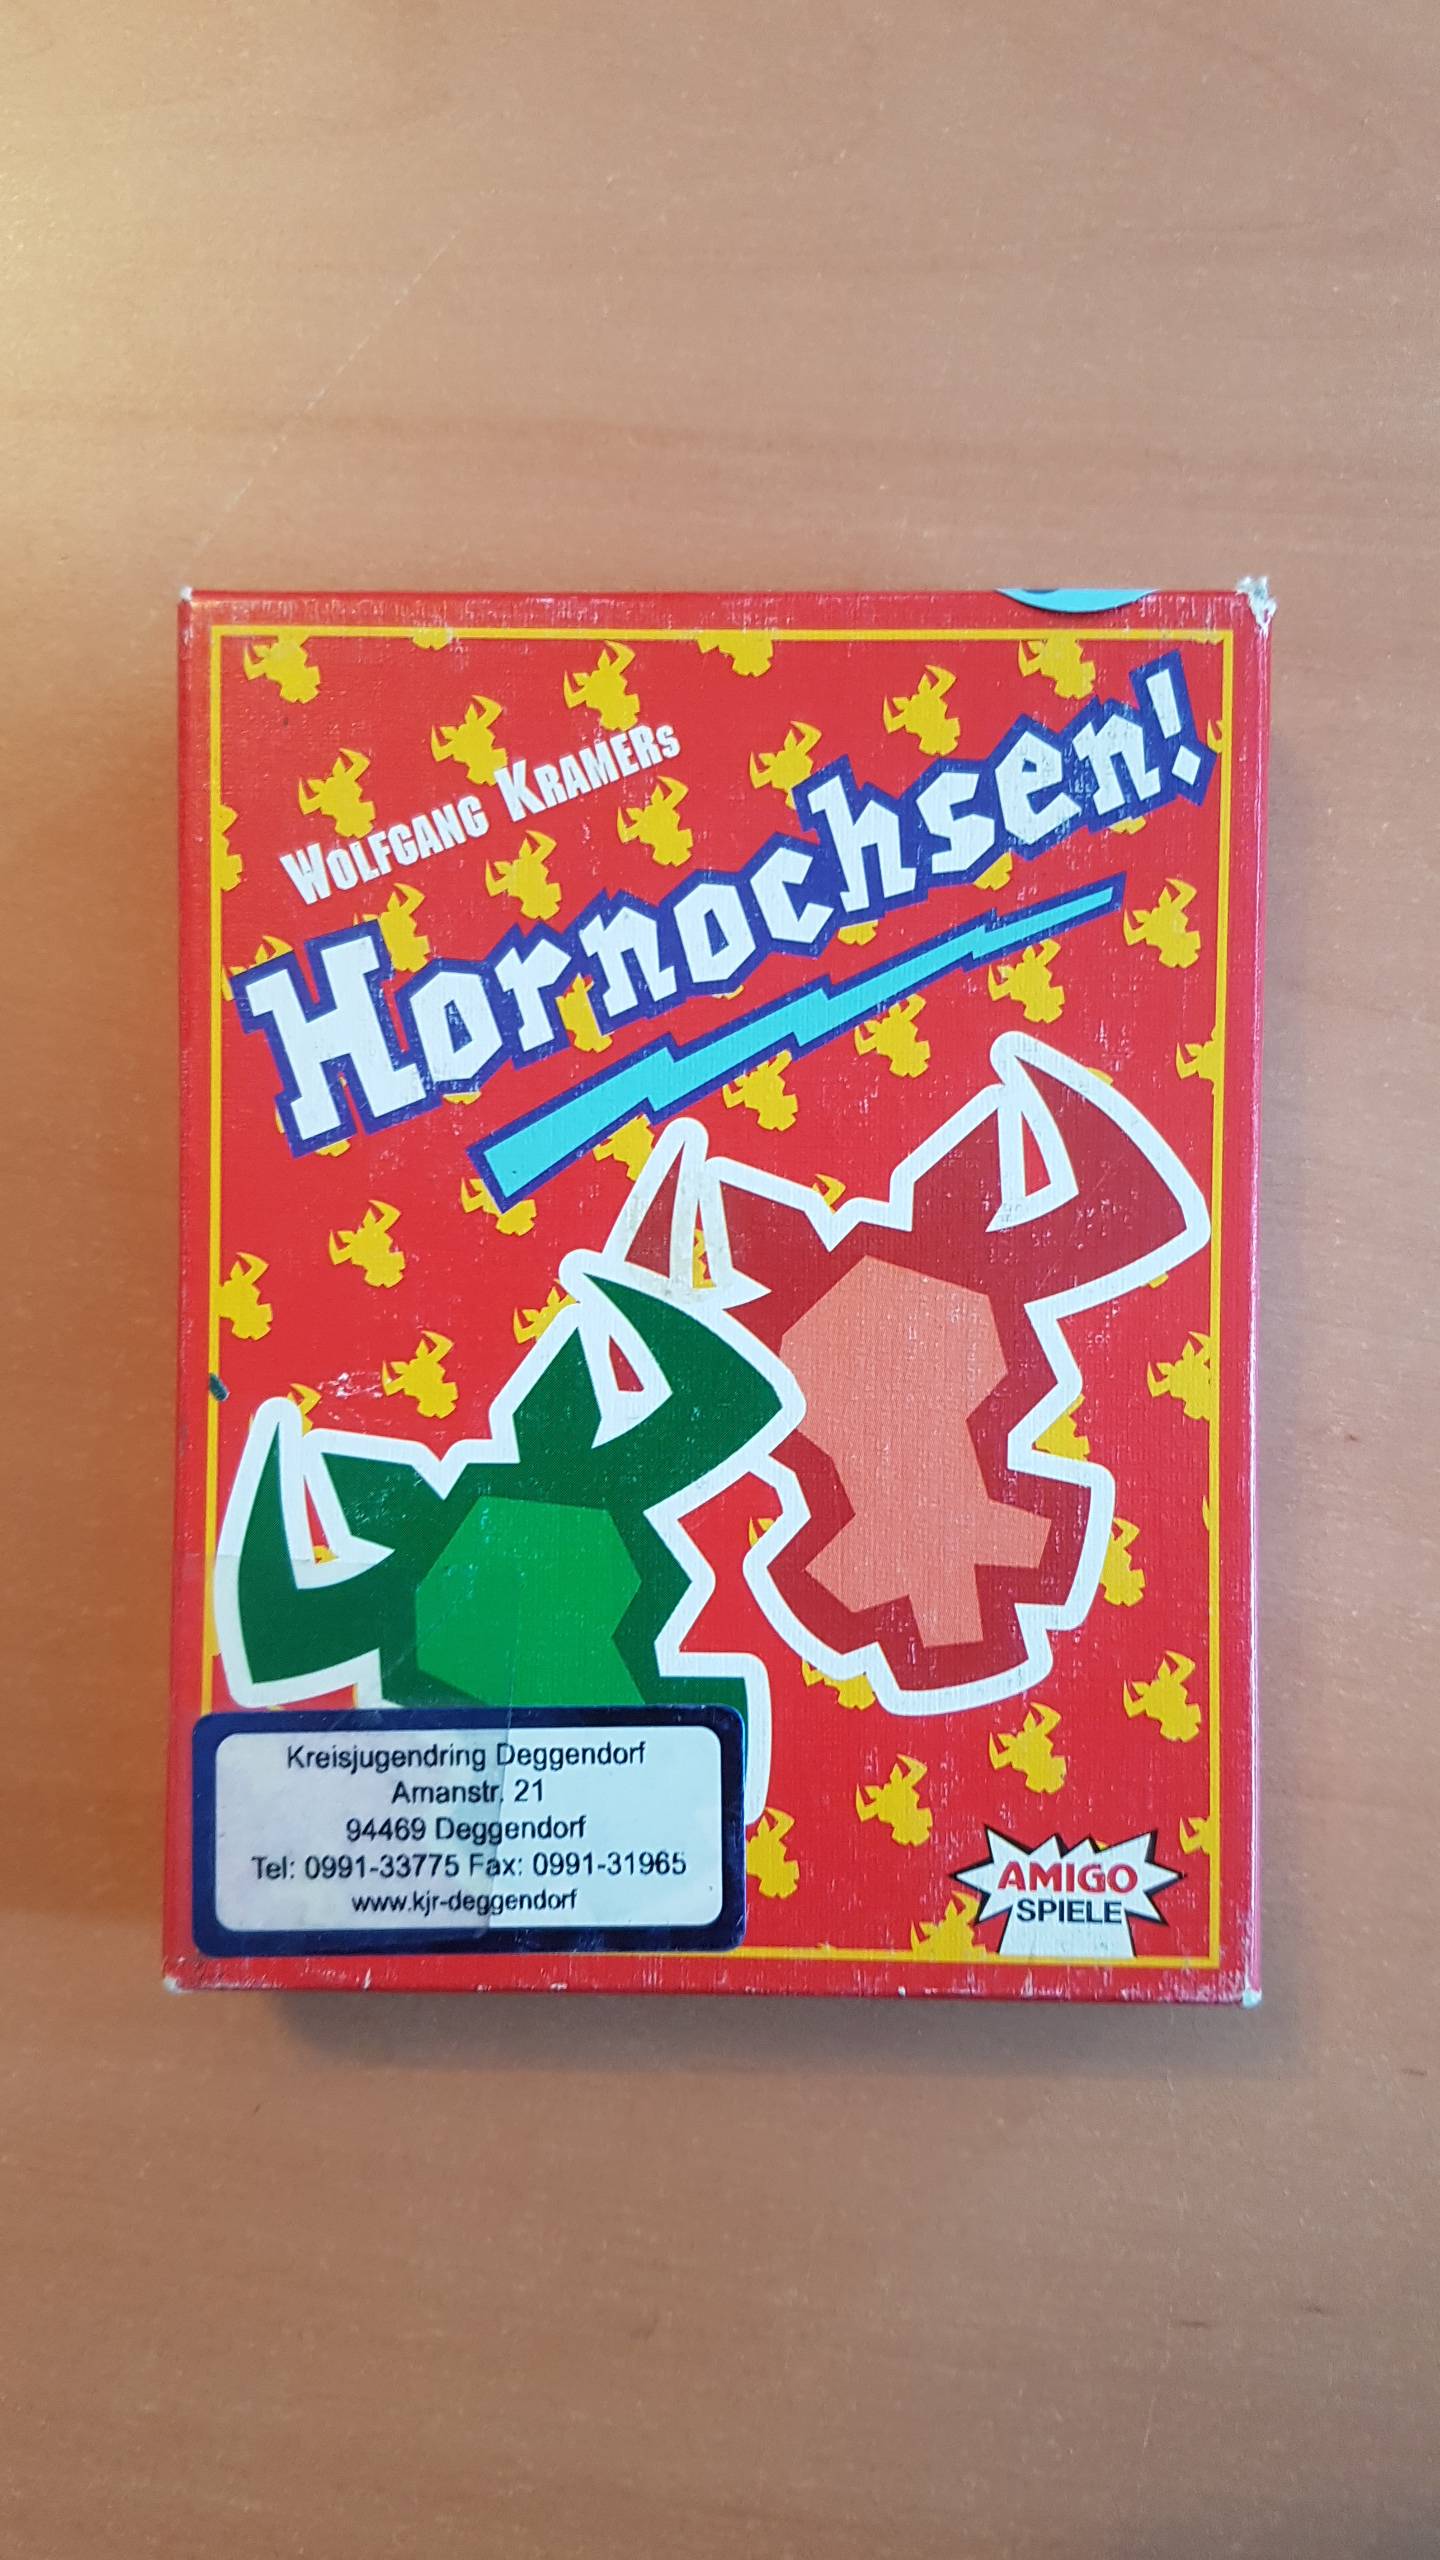 WOLFGANG KRAMERS
Hornochsen!
Kreisjugendring Deggendorf
Amanstr. 21
94469 Deggendorf
Tel: 0991-33775 Fax: 0991-31965
www.kjr-deggendorf
AMIGO
SPIELE